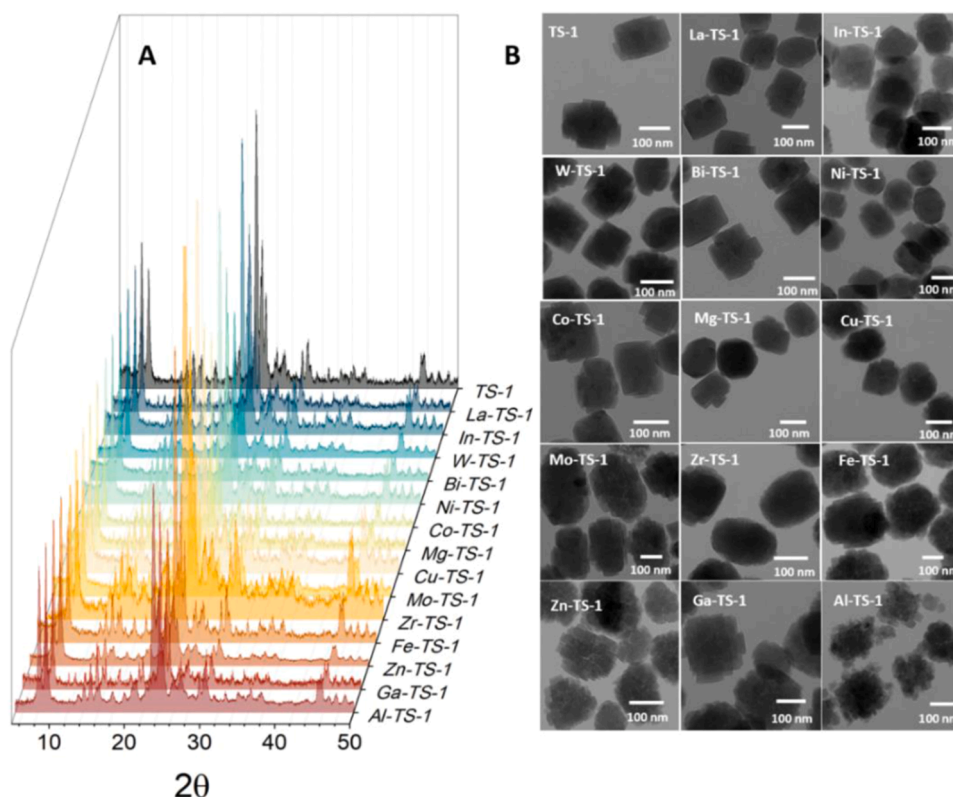 A
TS-1
La-TS-1
In-TS-1
W-TS-1
Bi-TS-1
Ni-TS-1
Co-TS-1
Mg-TS-1
Cu-TS-1
Mo-TS-1
Zr-TS-1
Fe-TS-1
Zn-TS-1
Ga-TS-1
Al-TS-1
10 20 30 40 50
2θ
B
TS-1 La-TS-1 In-TS-1
100 nm 100 nm 100 nm
W-TS-1 Bi-TS-1 Ni-TS-1
100 nm 100 nm 100 nm
Co-TS-1 Mg-TS-1 Cu-TS-1
100 nm 100 nm 100 nm
Mo-TS-1 Zr-TS-1 Fe-TS-1
100 nm 100 nm 100 nm
Zn-TS-1 Ga-TS-1 Al-TS-1
100 nm 100 nm 100 nm